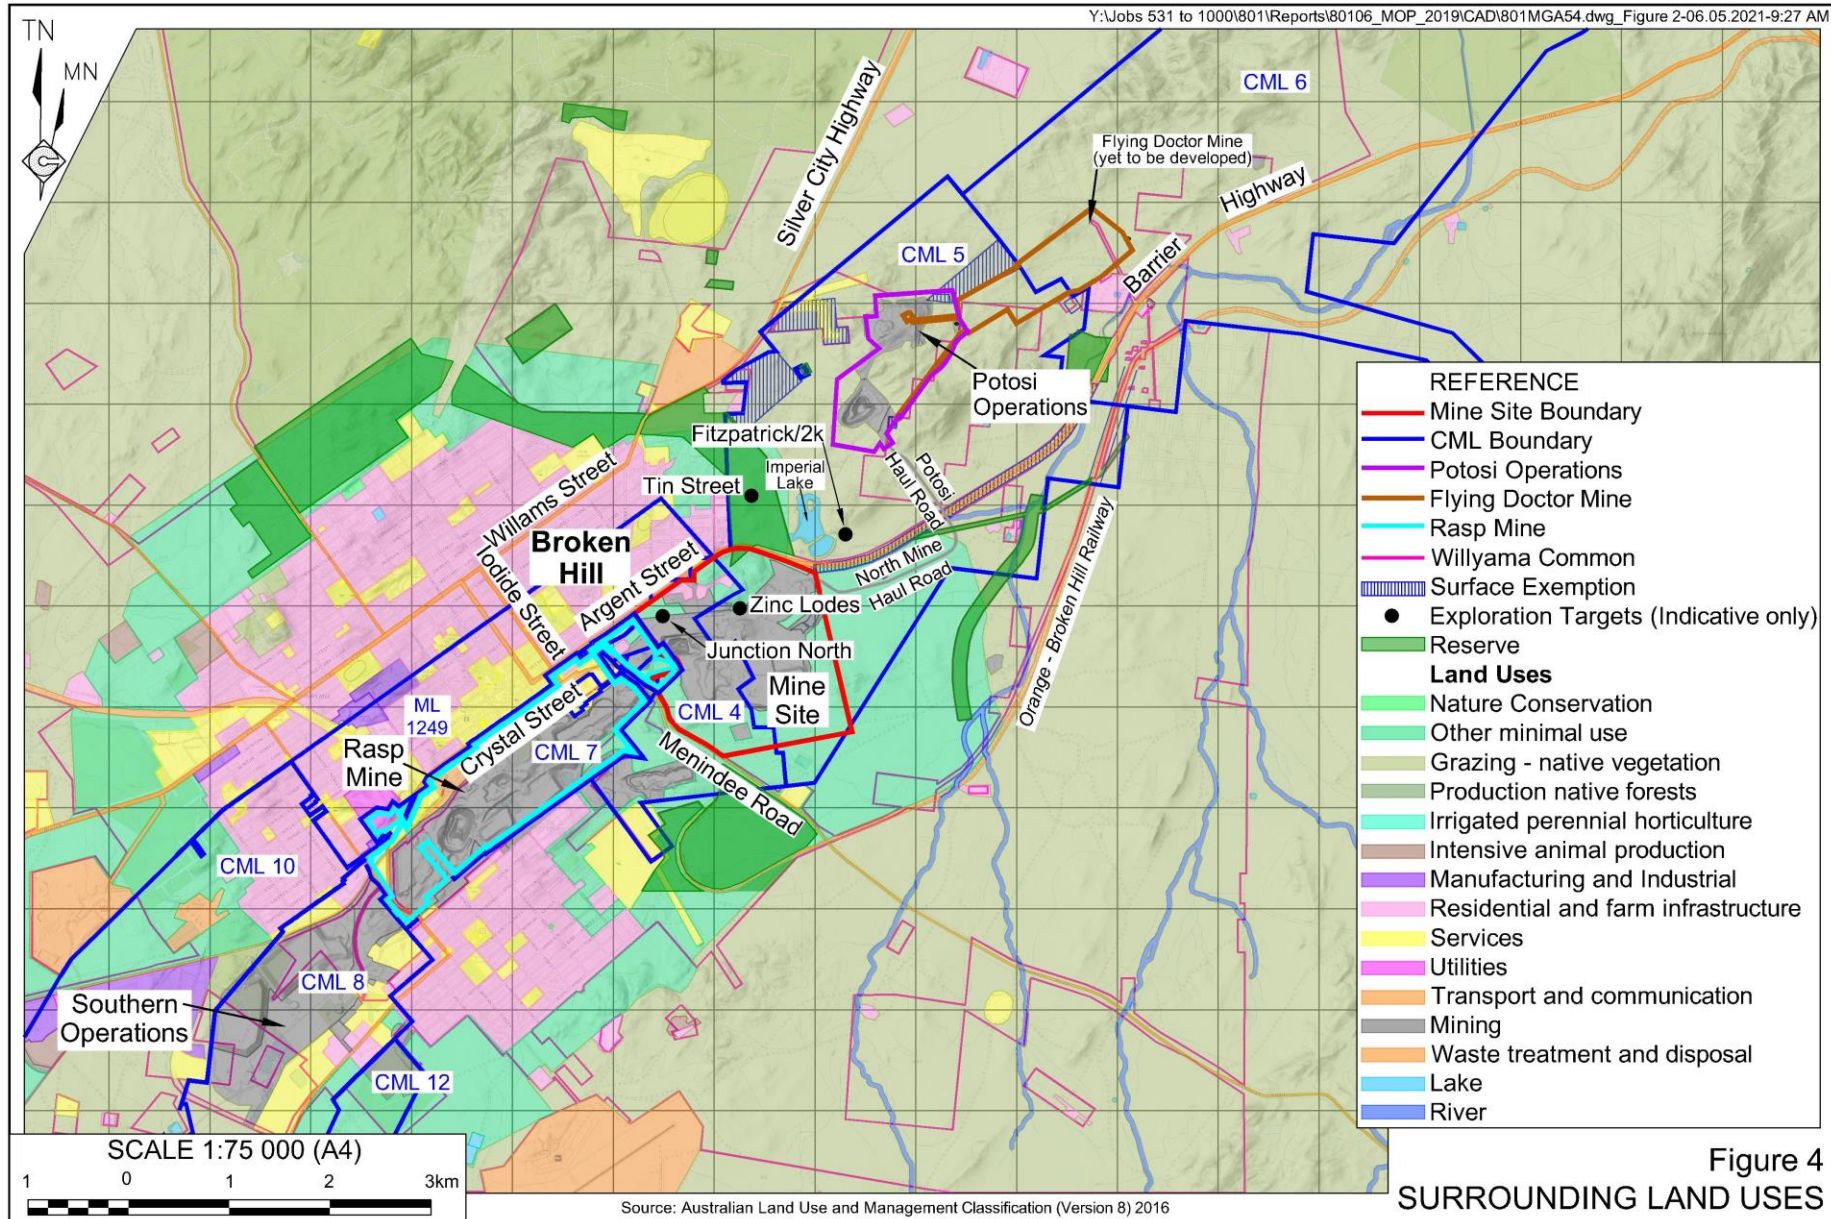 Y:\Jobs 531 to 1000\801\Reports\80106_MOP_2019\CAD\801MGA54.dwg_Figure 2-06.05.2021-9:27 AM
TN
MN
CML 6
Silver City Highway
Flying Doctor Mine
(yet to be developed)
Highway
Barrier
CML 5
Potosi
Operations
Fitzpatrick/2k
Imperial
Lake
Tin Street
Potosi
Haul Road
North Mine
Haul Road
Willams Street
Broken
Hill
Iodide Street
Argent Street
Zinc Lodes
Junction North
Mine
Site
CML 4
Orange - Broken Hill Railway
ML
1249
Crystal Street
CML 7
Rasp
Mine
Menindee Road
CML 10
CML 8
Southern
Operations
CML 12
REFERENCE
Mine Site Boundary
CML Boundary
Potosi Operations
Flying Doctor Mine
Rasp Mine
Willyama Common
Surface Exemption
Exploration Targets (Indicative only)
Reserve
Land Uses
Nature Conservation
Other minimal use
Grazing - native vegetation
Production native forests
Irrigated perennial horticulture
Intensive animal production
Manufacturing and Industrial
Residential and farm infrastructure
Services
Utilities
Transport and communication
Mining
Waste treatment and disposal
Lake
River
SCALE 1:75 000 (A4)
1 0 1 2 3km
Source: Australian Land Use and Management Classification (Version 8) 2016
Figure 4
SURROUNDING LAND USES